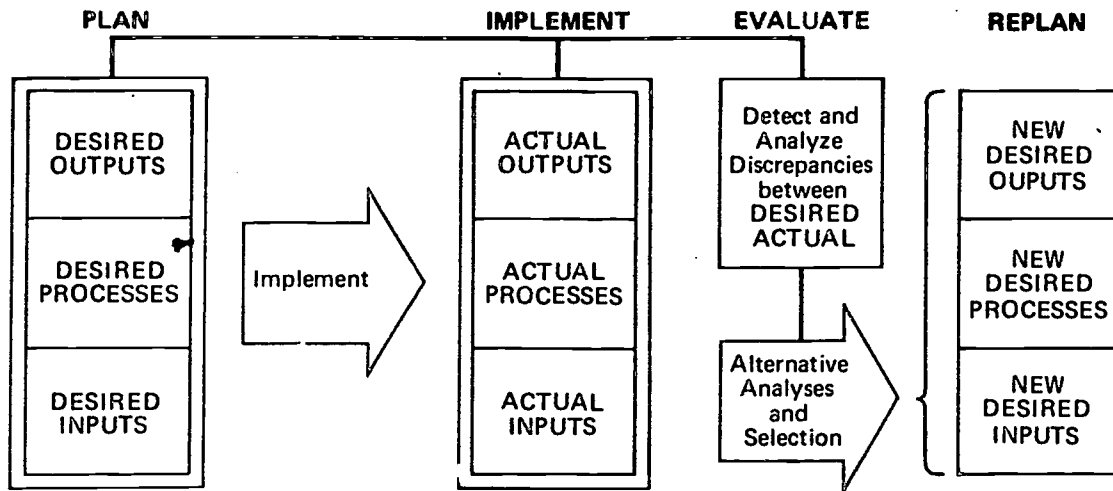 PLAN
IMPLEMENT
EVALUATE
REPLAN
DESIRED
OUTPUTS
DESIRED
PROCESSES
DESIRED
INPUTS
Implement
ACTUAL
OUTPUTS
ACTUAL
PROCESSES
ACTUAL
INPUTS
Detect and
Analyze
Discrepancies
between
DESIRED
ACTUAL
Alternative
Analyses
and
Selection
NEW
DESIRED
OUPUTS
NEW
DESIRED
PROCESSES
NEW
DESIRED
INPUTS